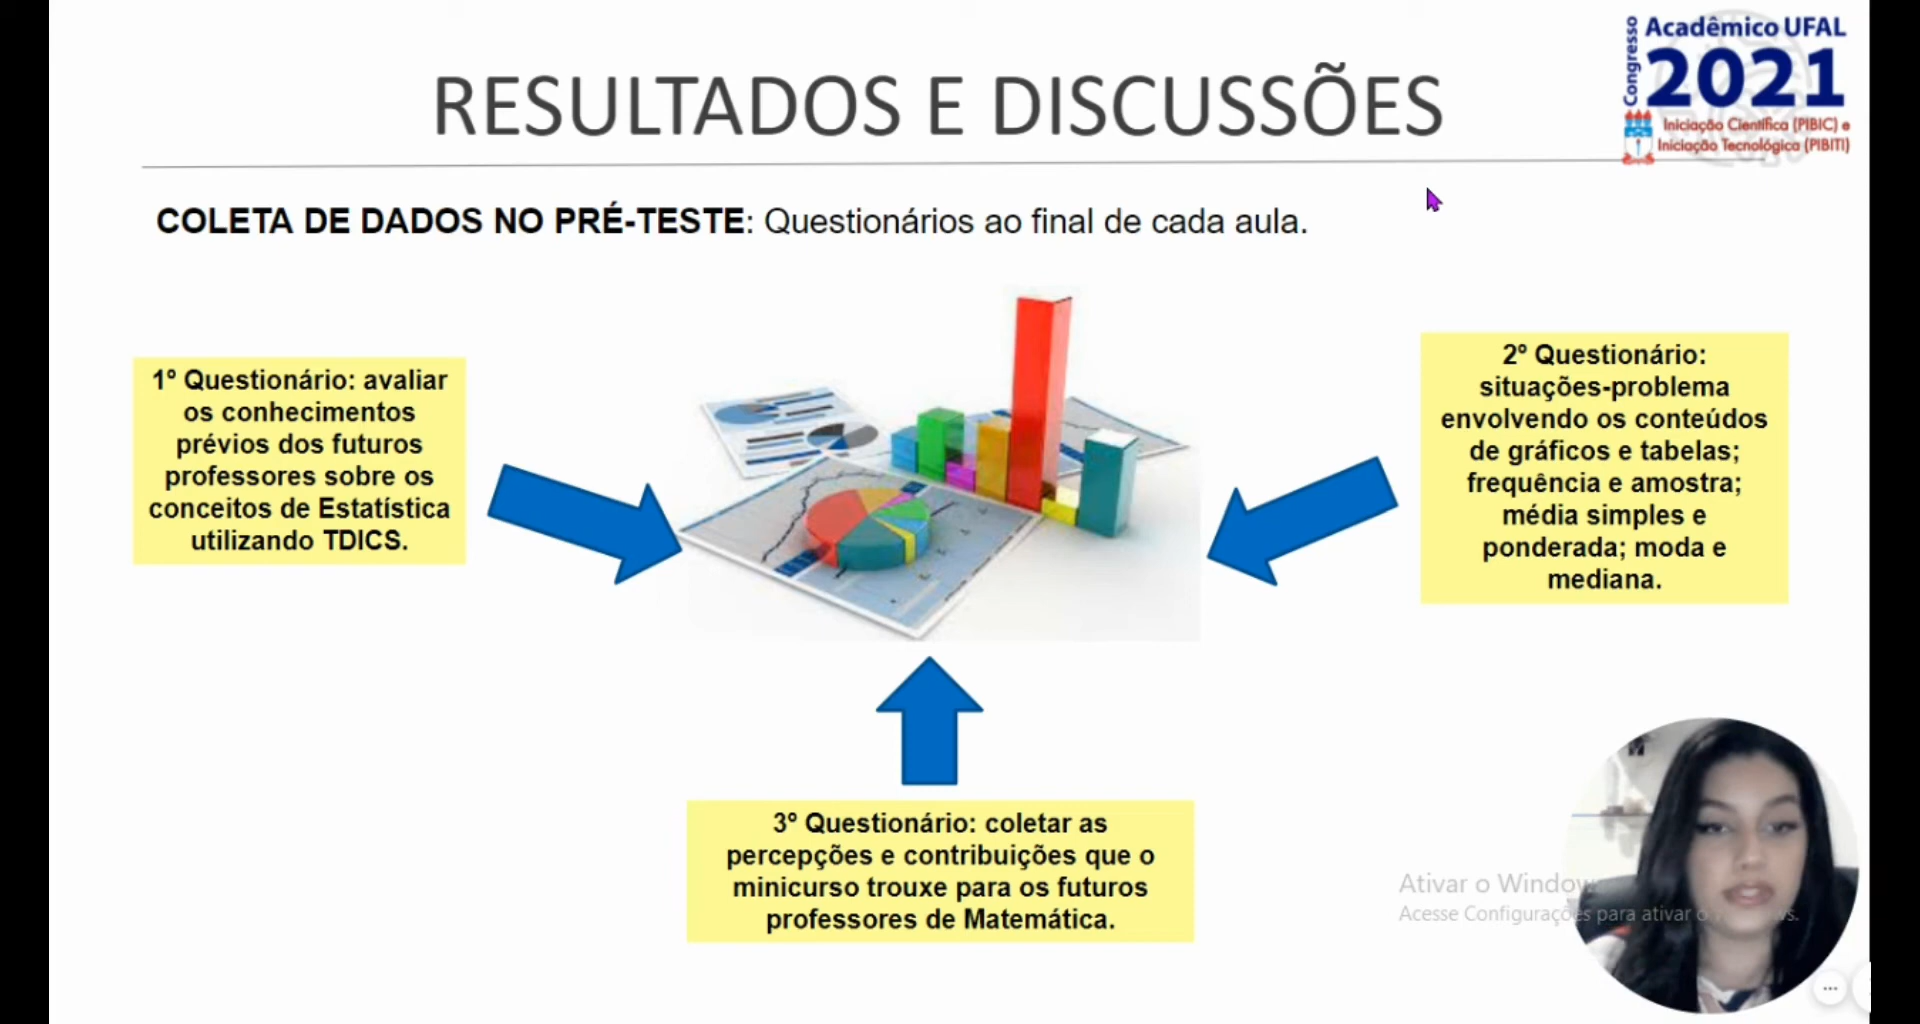 Congresso
Acadêmico UFAL
2021
Iniciação Científica (PIBIC) e
Iniciação Tecnológica (PIBITI)
RESULTADOS E DISCUSSÕES
COLETA DE DADOS NO PRÉ-TESTE: Questionários ao final de cada aula.
1º Questionário: avaliar
os conhecimentos
prévios dos futuros
professores sobre os
conceitos de Estatística
utilizando TDICS.
2º Questionário:
situações-problema
envolvendo os conteúdos
de gráficos e tabelas;
frequência e amostra;
média simples e
ponderada; moda e
mediana.
3º Questionário: coletar as
percepções e contribuições que o
minicurso trouxe para os futuros
professores de Matemática.
Ativar o Window
Acesse Configurações para ativar o